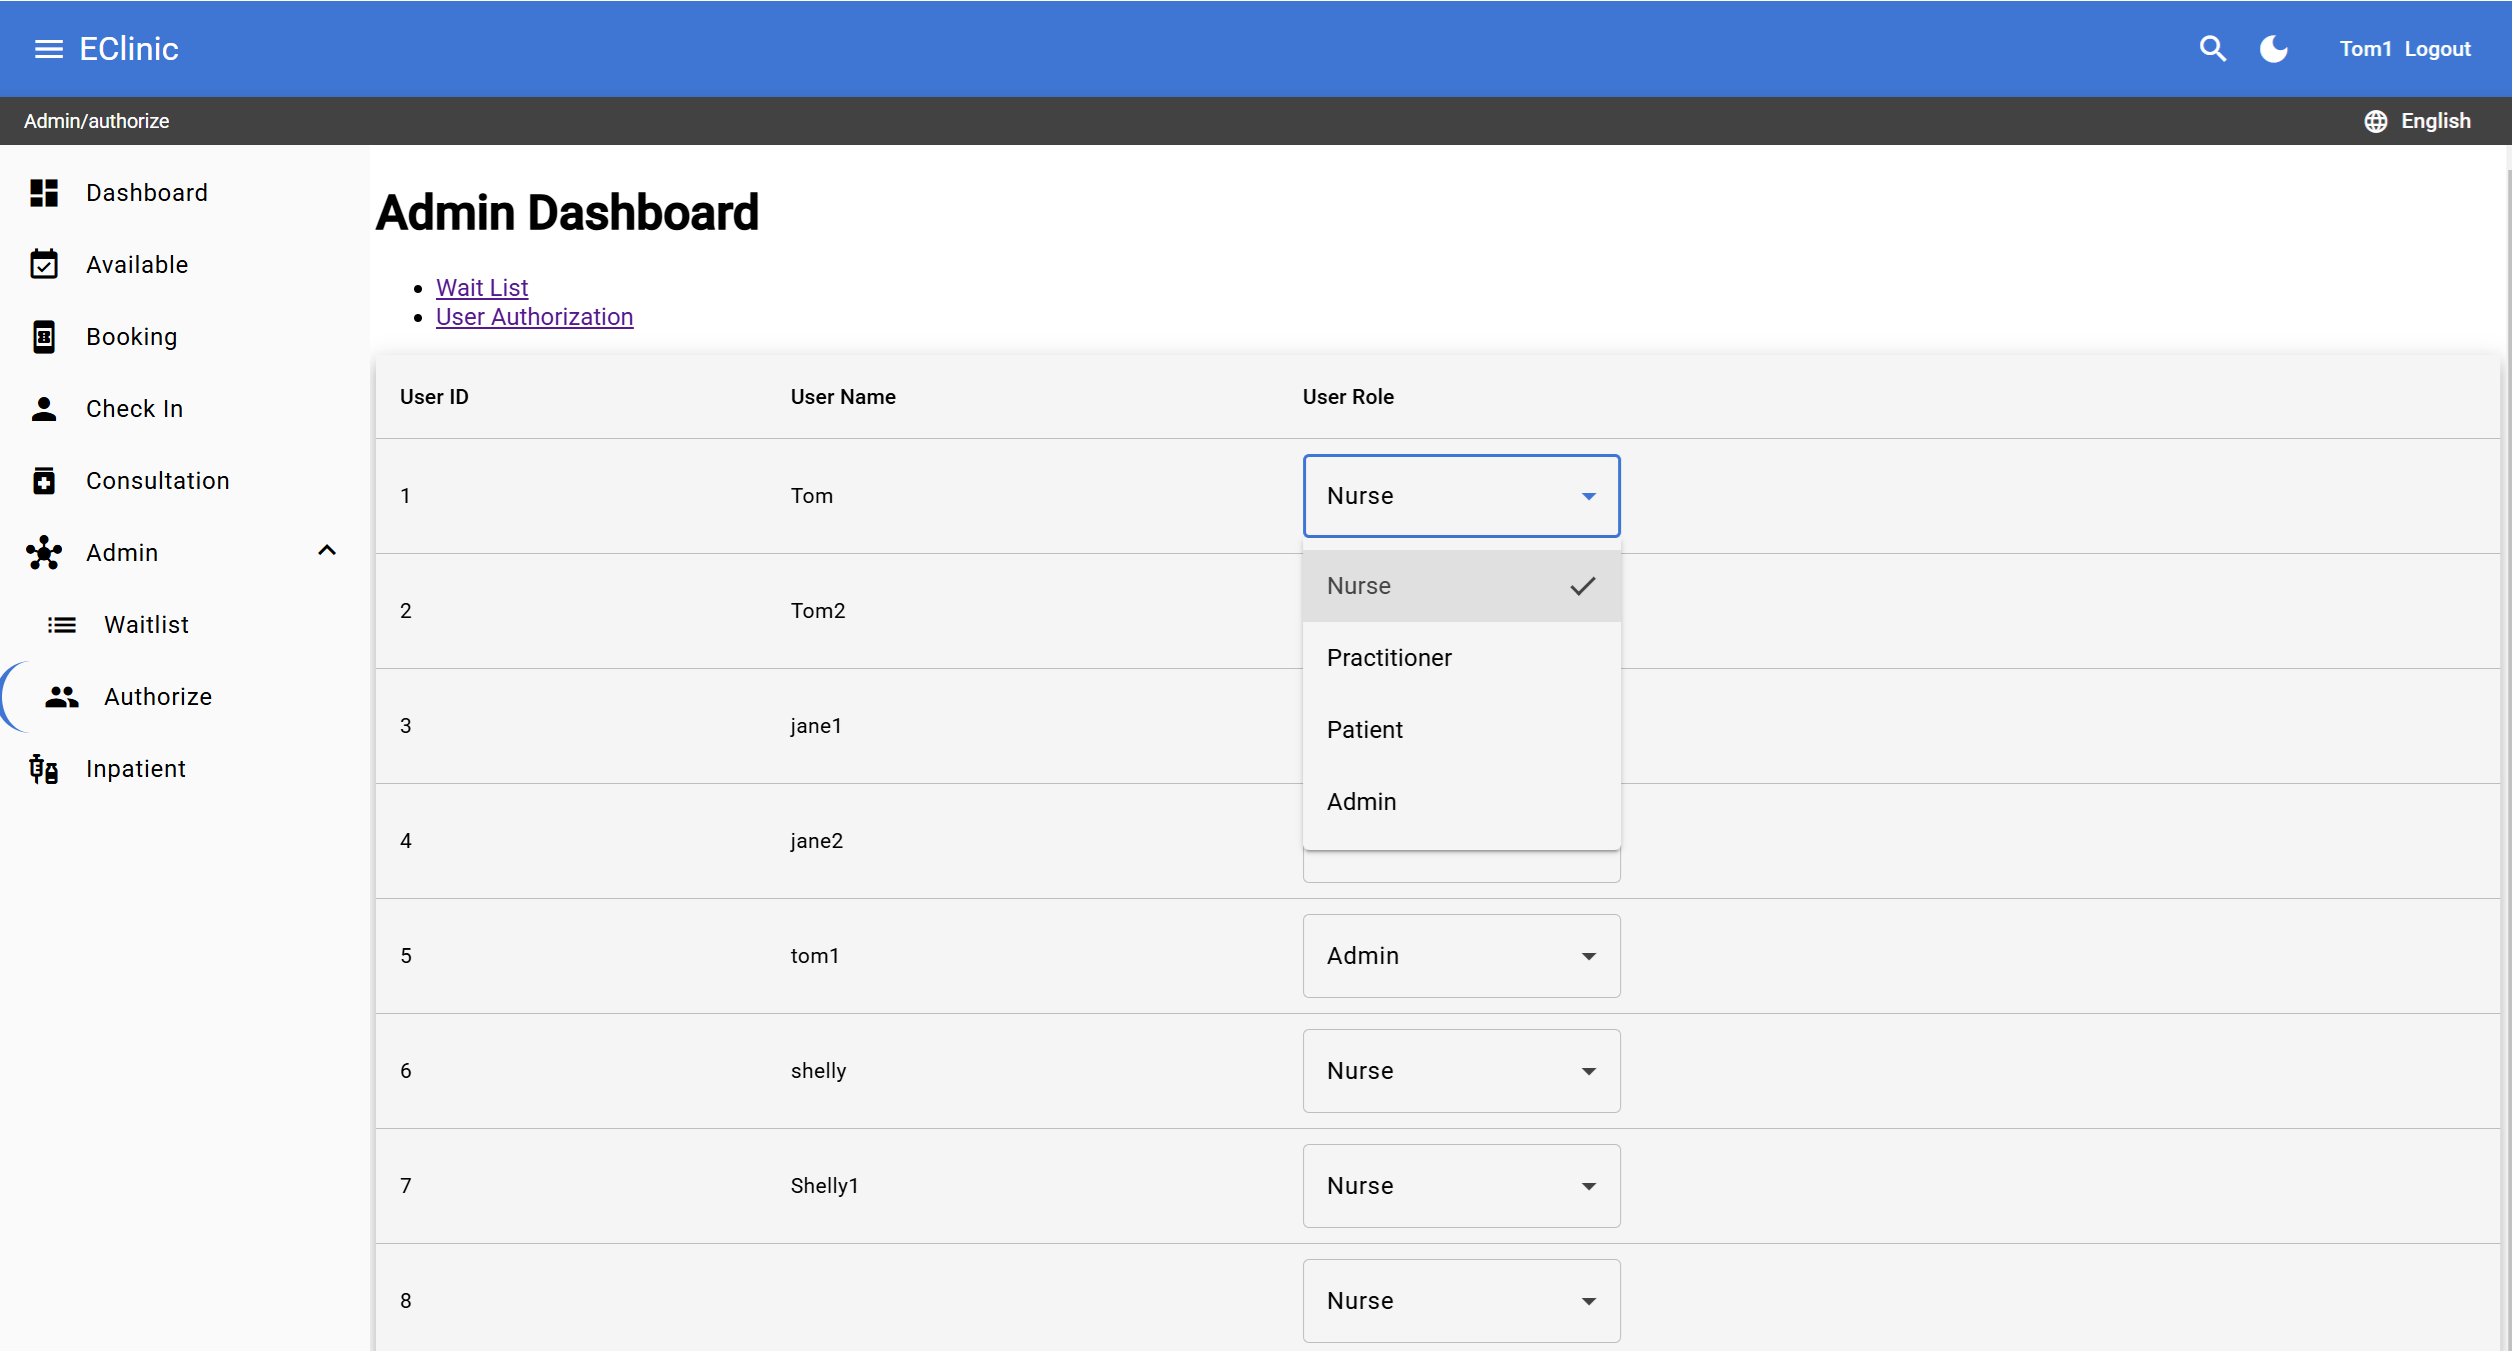 EClinic
Tom1 Logout
Admin/authorize
English
Dashboard
Available
Booking
Check In
Consultation
Admin
Waitlist
Authorize
Inpatient
Admin Dashboard
Wait List
User Authorization
User ID User Name User Role
1 Tom Nurse
Nurse
2 Tom2
Practitioner
3 jane1
Patient
Admin
4 jane2
5 tom1 Admin
6 shelly Nurse
7 Shelly1 Nurse
8 Nurse